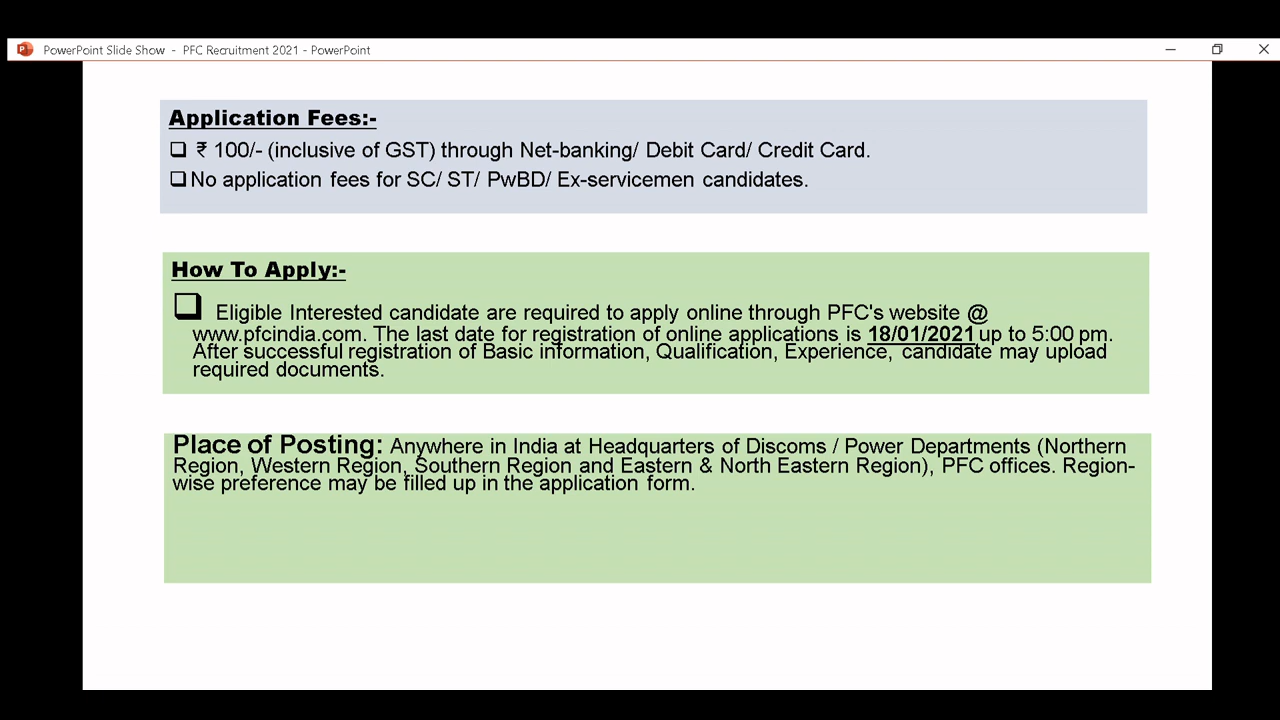 PowerPoint Slide Show - PFC Recruitment 2021 - PowerPoint
Application Fees:-
₹ 100/- (inclusive of GST) through Net-banking/ Debit Card/ Credit Card.
No application fees for SC/ ST/ PwBD/ Ex-servicemen candidates.
How To Apply:-
Eligible Interested candidate are required to apply online through PFC's website @
www.pfcindia.com. The last date for registration of online applications is 18/01/2021 up to 5:00 pm.
After successful registration of Basic information, Qualification, Experience, candidate may upload
required documents.
Place of Posting: Anywhere in India at Headquarters of Discoms / Power Departments (Northern
Region, Western Region, Southern Region and Eastern & North Eastern Region), PFC offices. Region-
wise preference may be filled up in the application form.